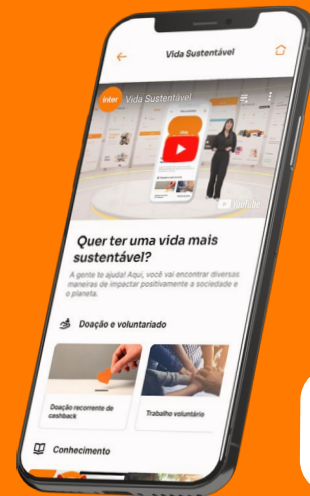 Vida Sustentável
inter Vida Sustentável
YouTube
Quer ter uma vida mais
sustentável?
A gente te ajuda! Aqui, você vai encontrar diversas
maneiras de impactar positivamente a sociedade e
o planeta.
Doação e voluntariado
Doação recorrente de
cashback
Trabalho voluntário
Conhecimento